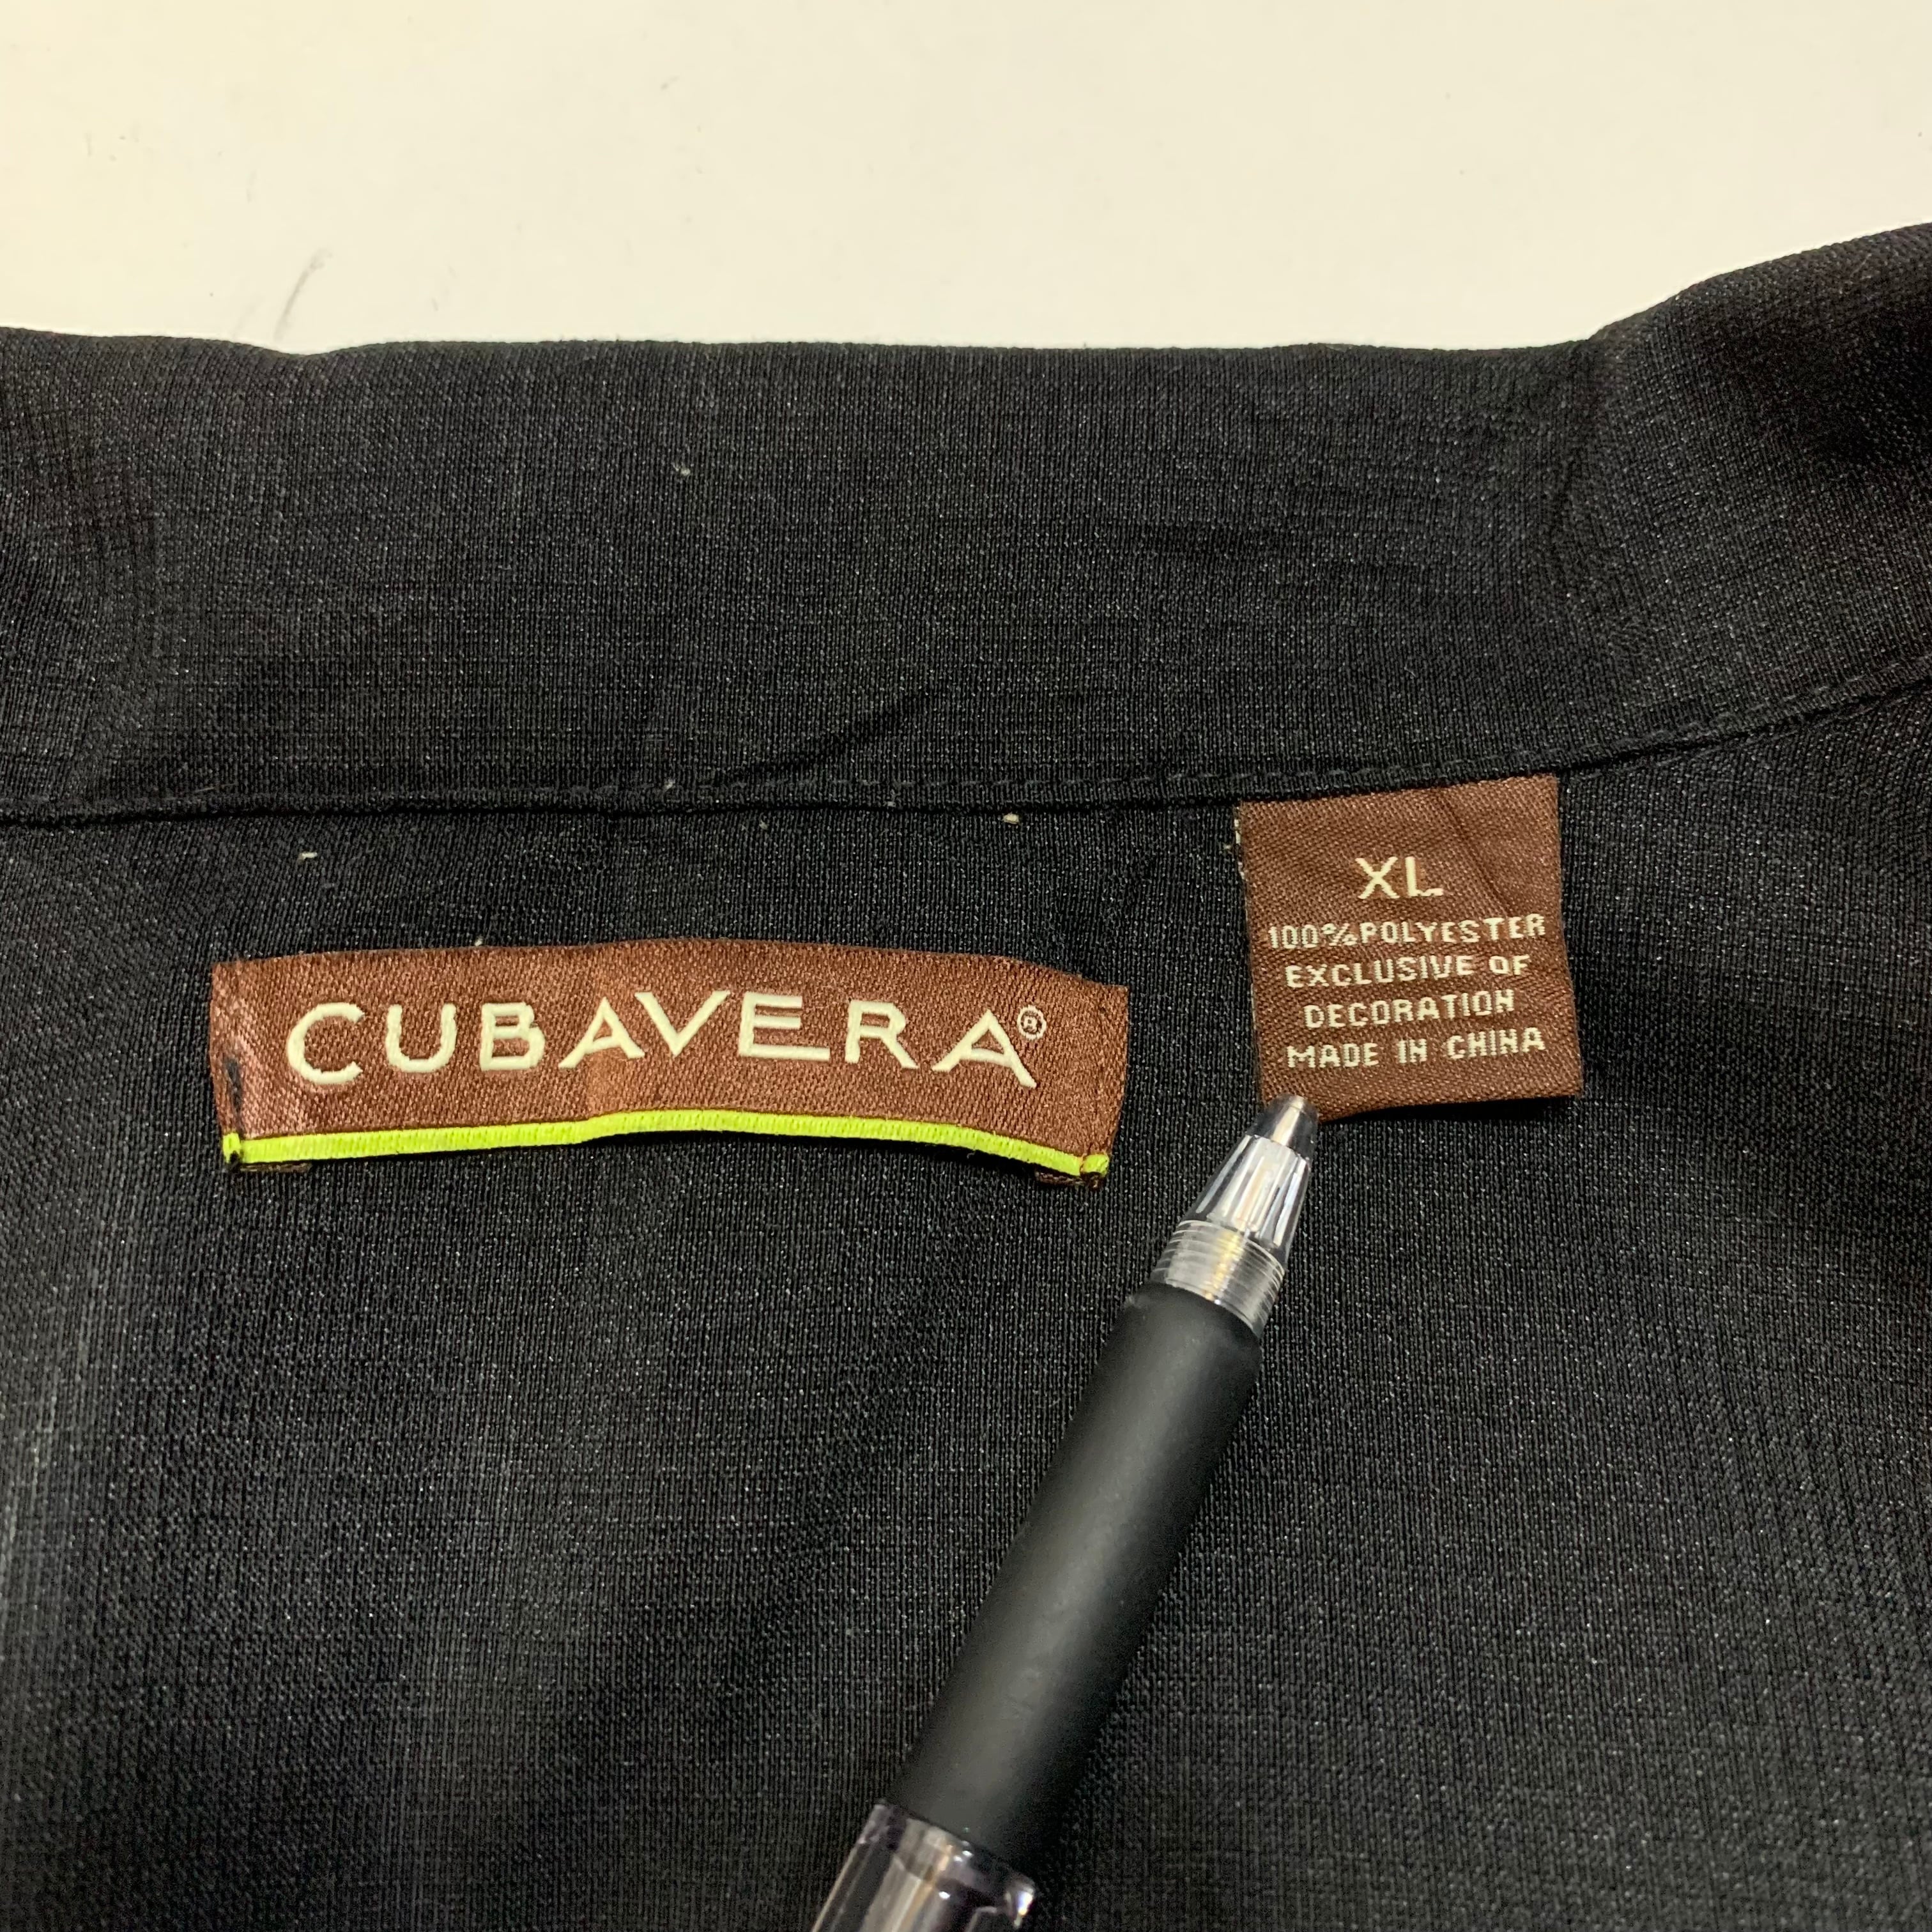 CUBAVERA®
XL
100%POLYESTER
EXCLUSIVE OF
DECORATION
MADE IN CHINA